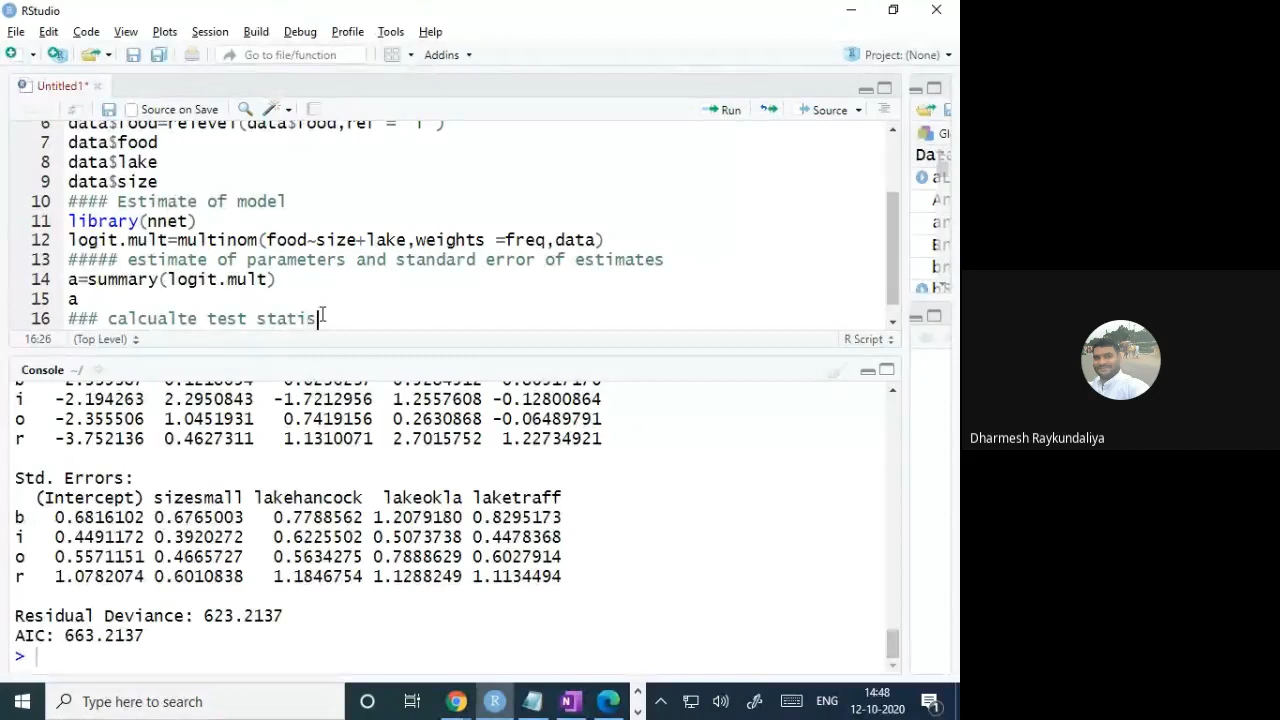 RStudio
File Edit Code View Plots Session Build Debug Profile Tools Help
Go to file/function Addins Project: (None)
Untitled1*
Source on Save Run Source
6 data$food=relevel(data$food,ref = "f")
7 data$food
8 data$lake
9 data$size
10 #### Estimate of model
11 library(nnet)
12 logit.mult=multinom(food~size+lake,weights =freq,data)
13 ##### estimate of parameters and standard error of estimates
14 a=summary(logit.mult)
15 a
16 ### calcualte test statis
16:26 (Top Level) R Script
Console ~/
i -2.194263 2.2950843 -1.7212956 1.2557608 -0.12800864
o -2.355506 1.0451931 0.7419156 0.2630868 -0.06489791
r -3.752136 0.4627311 1.1310071 2.7015752 1.22734921
Std. Errors:
(Intercept) sizesmall lakehancock lakeokla laketraff
b 0.6816102 0.6765003 0.7788562 1.2079180 0.8295173
i 0.4491172 0.3920272 0.6225502 0.5073738 0.4478368
o 0.5571151 0.4665727 0.5634275 0.7888629 0.6027914
r 1.0782074 0.6010838 1.1846754 1.1288249 1.1134494
Residual Deviance: 623.2137
AIC: 663.2137
>
Dharmesh Raykundaliya
Type here to search
ENG
14:48
12-10-2020